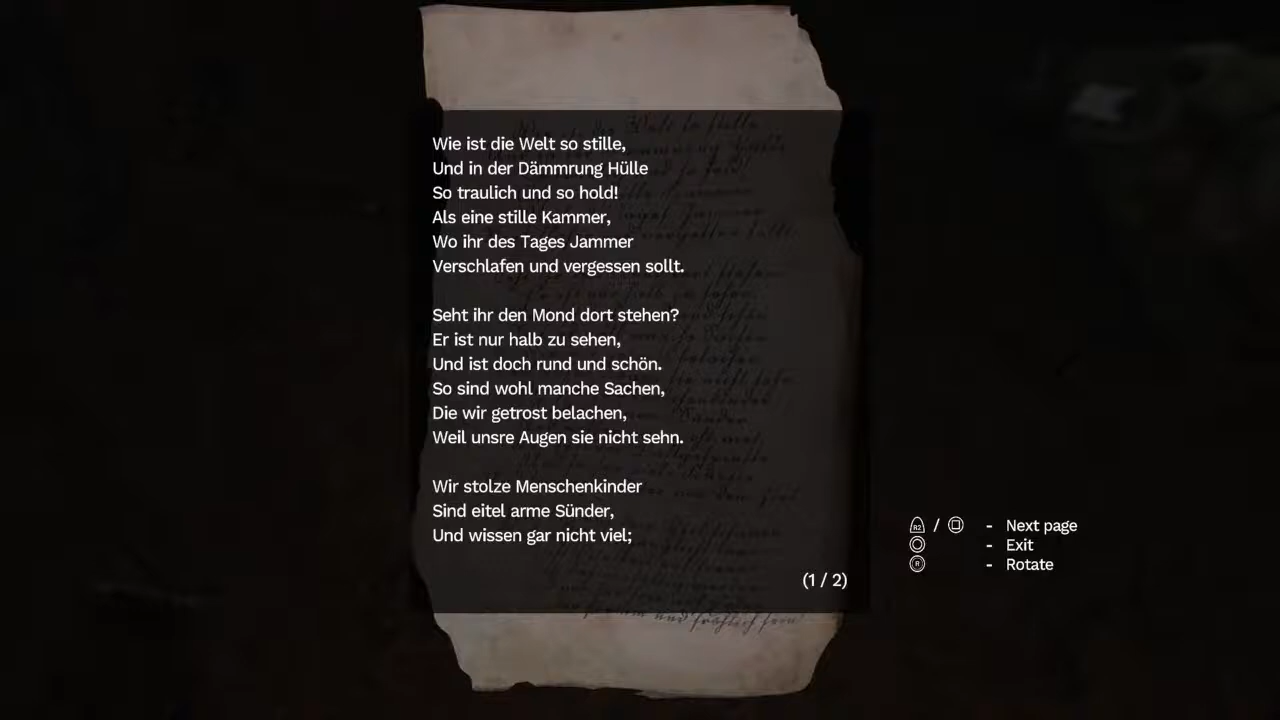 Wie ist die Welt so stille,
Und in der Dämmrung Hülle
So traulich und so hold!
Als eine stille Kammer,
Wo ihr des Tages Jammer
Verschlafen und vergessen sollt.
Seht ihr den Mond dort stehen?
Er ist nur halb zu sehen,
Und ist doch rund und schön.
So sind wohl manche Sachen,
Die wir getrost belachen,
Weil unsre Augen sie nicht sehn.
Wir stolze Menschenkinder
Sind eitel arme Sünder,
Und wissen gar nicht viel;
(1 / 2)
R2 / - Next page
- Exit
R - Rotate
und fröhlich sein